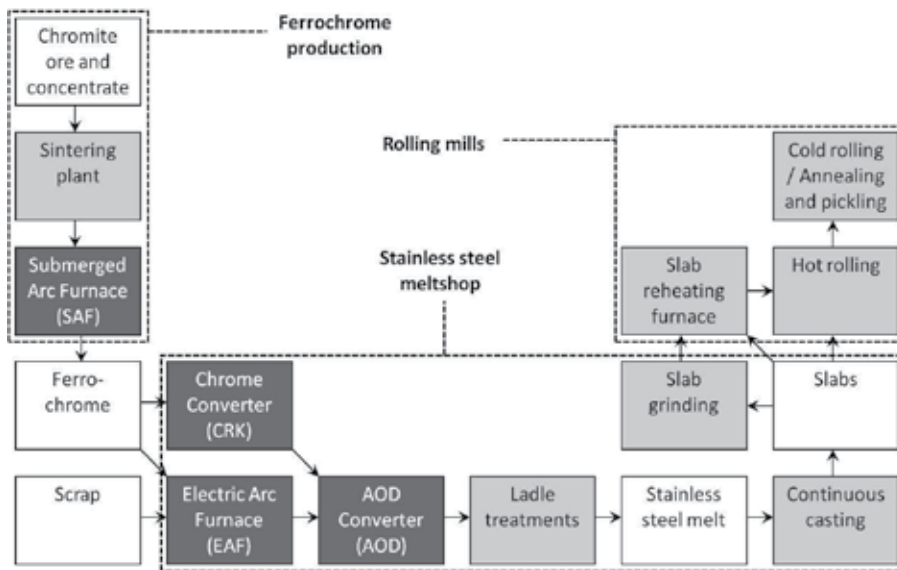 Chromite
ore and
concentrate
Ferrochrome
production
Sintering
plant
Rolling mills
Cold rolling
/ Annealing
and pickling
Submerged
Arc Furnace
(SAF)
Stainless steel
meltshop
Slab
reheating
furnace
Hot rolling
Ferro-
chrome
Chrome
Converter
(CRK)
Slab
grinding
Slabs
Scrap
Electric Arc
Furnace
(EAF)
AOD
Converter
(AOD)
Ladle
treatments
Stainless
steel melt
Continuous
casting